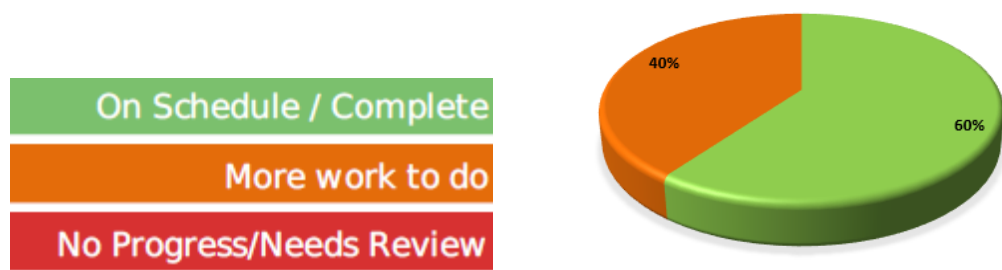 On Schedule / Complete
More work to do
No Progress/Needs Review
40%
60%